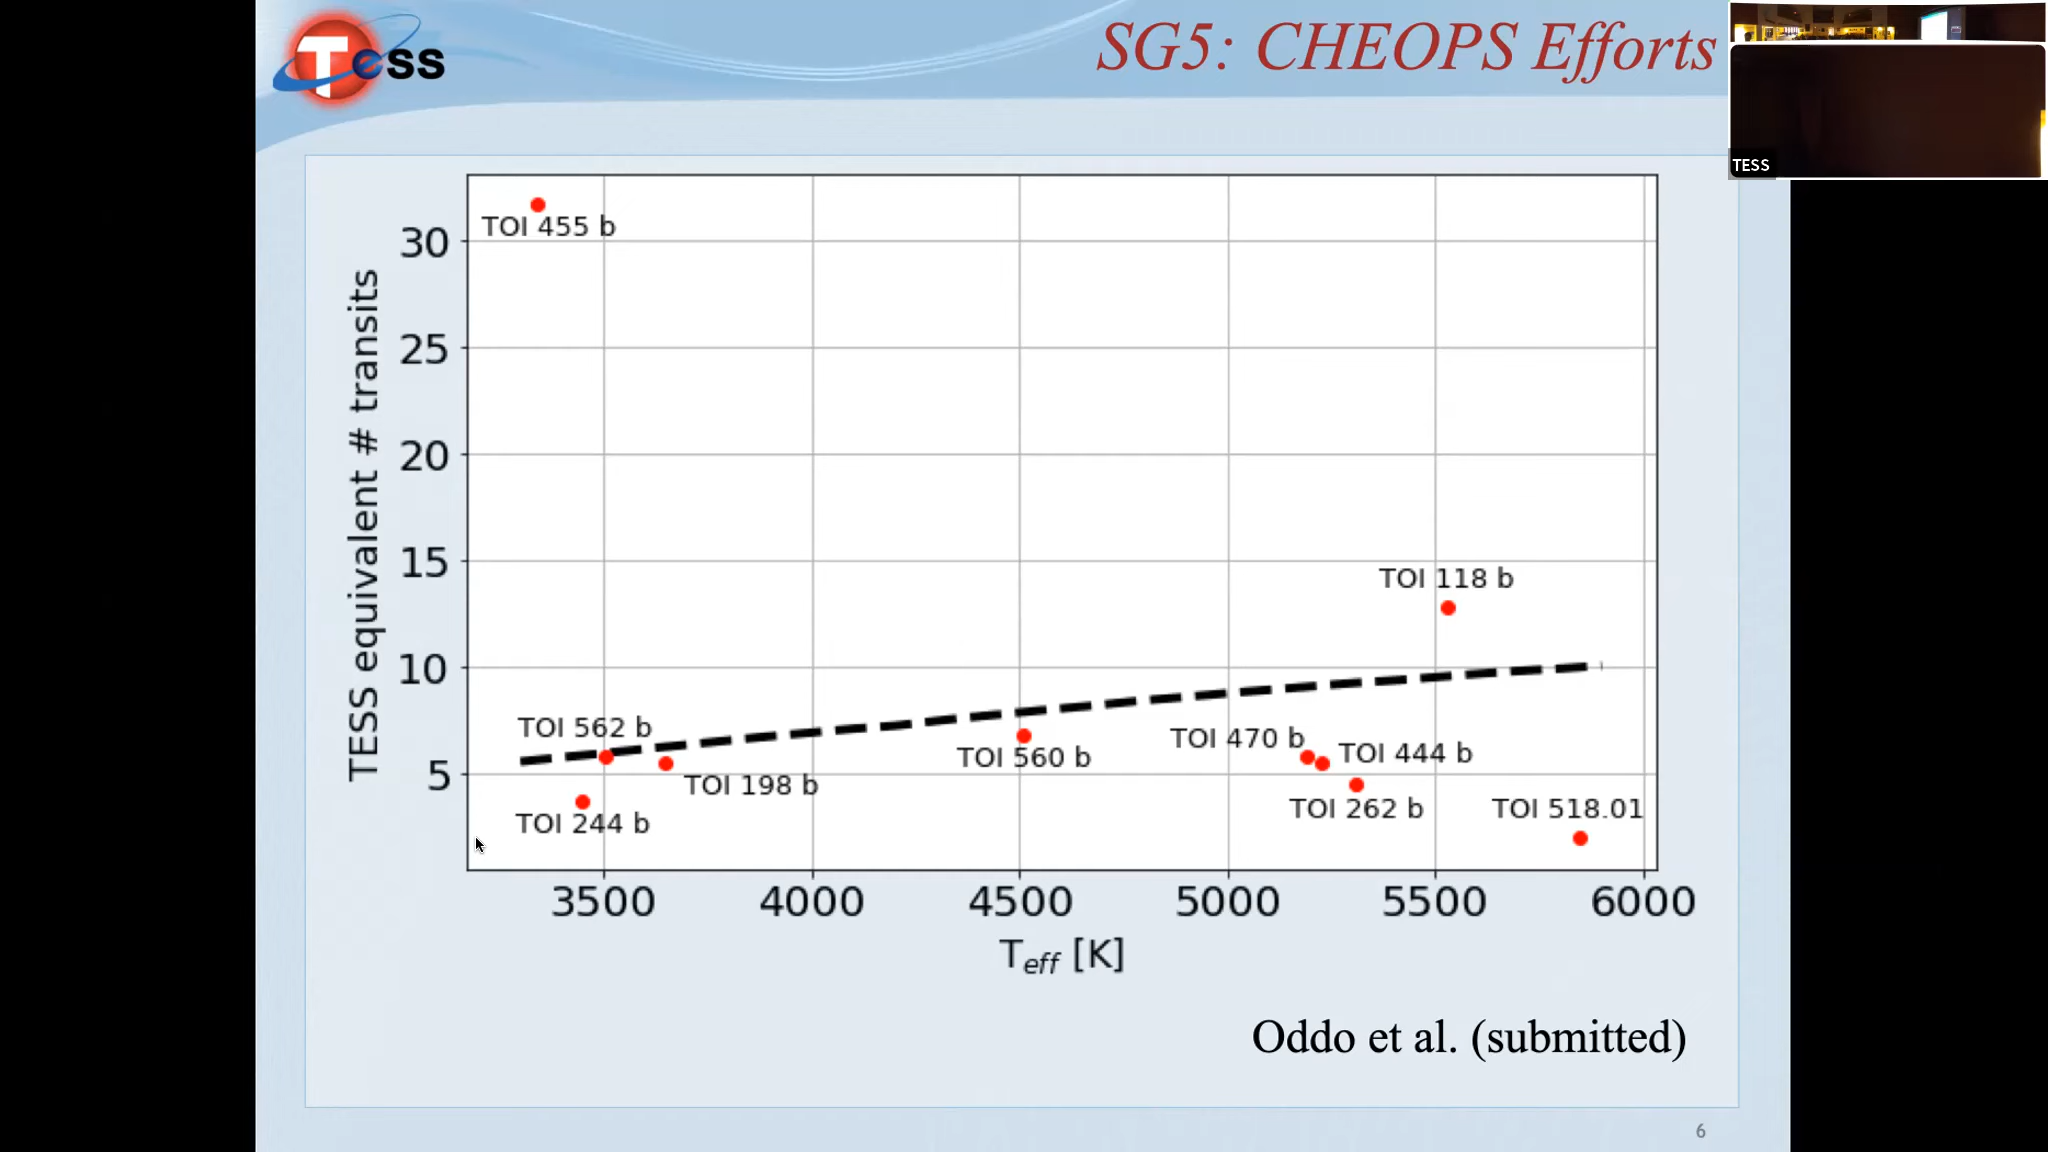 Tess
SG5: CHEOPS Efforts
TESS
TESS equivalent # transits
30
25
20
15
10
5
TOI 455 b
TOI 118 b
TOI 562 b
TOI 470 b
TOI 444 b
TOI 560 b
TOI 198 b
TOI 262 b
TOI 518.01
TOI 244 b
3500 4000 4500 5000 5500 6000
Teff [K]
Oddo et al. (submitted)
6